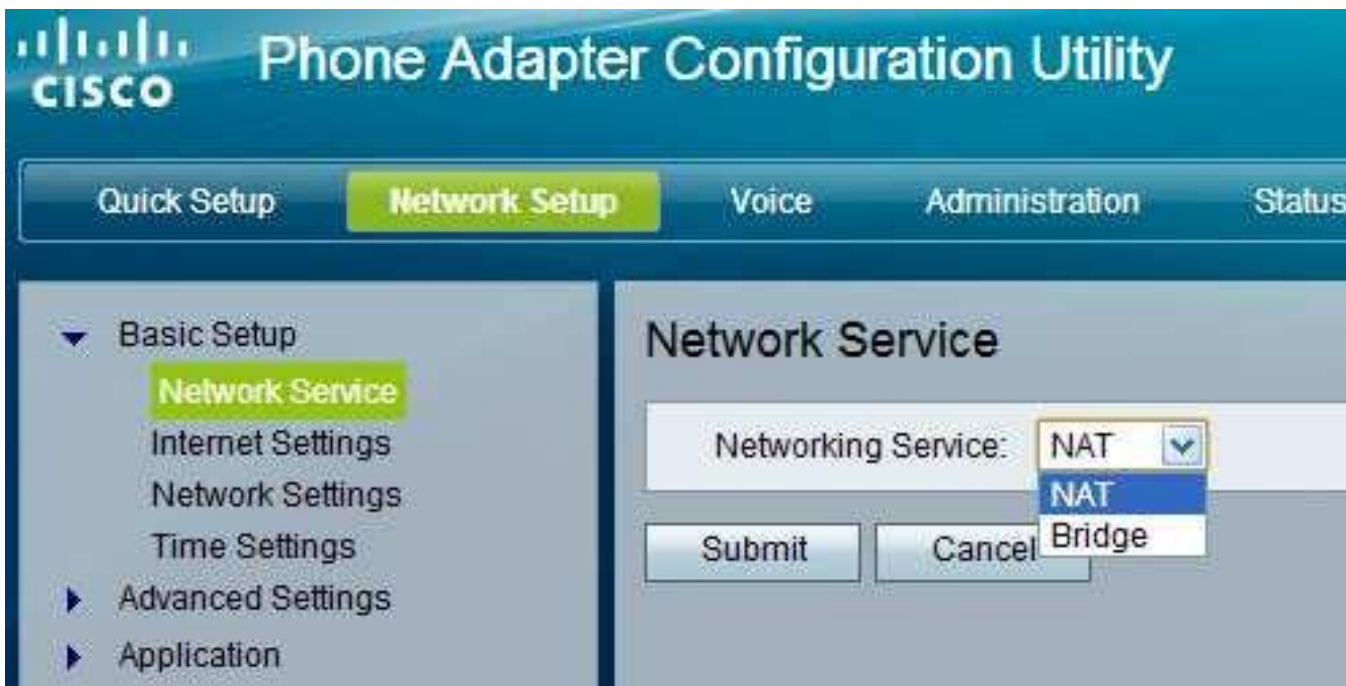 CISCO
Phone Adapter Configuration Utility
Quick Setup Network Setup Voice Administration Status
Basic Setup
Network Service
Internet Settings
Network Settings
Time Settings
Advanced Settings
Application
Network Service
Networking Service: NAT
NAT
Bridge
Submit Cancel